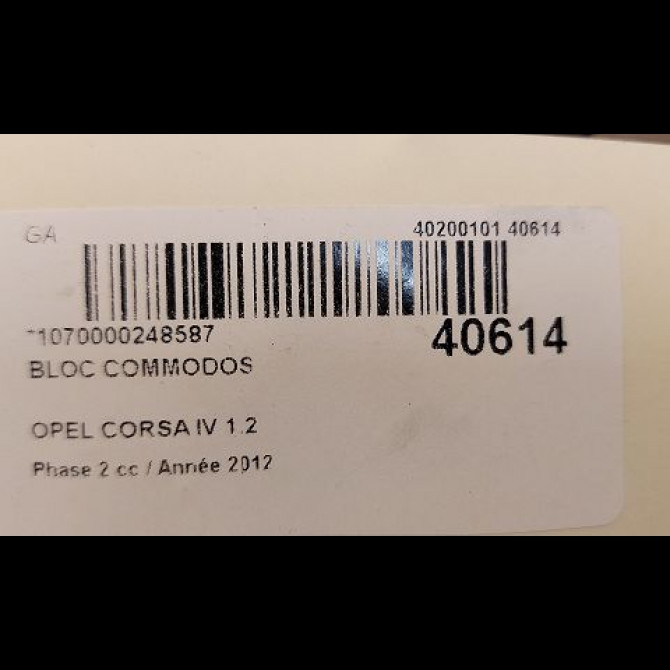 GA 40200101 40614
*1070000248587 40614
BLOC COMMODOS
OPEL CORSA IV 1.2
Phase 2 cc / Année 2012